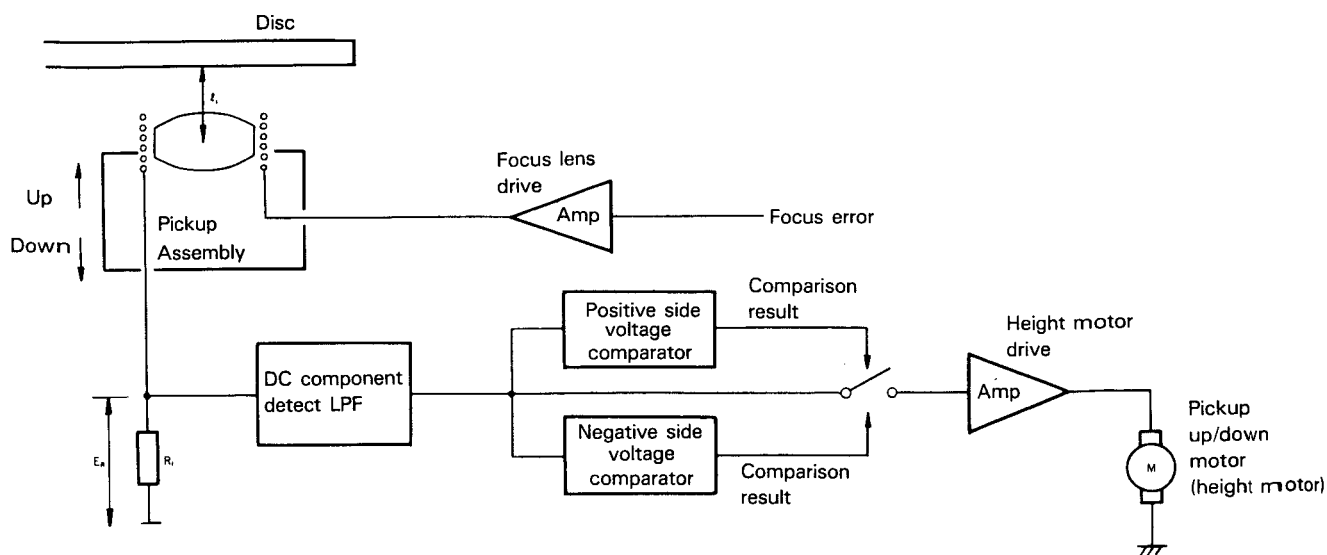 Disc
ℓ₁
Focus lens
drive
Amp
Focus error
Up
Down
Pickup
Assembly
Positive side
voltage
comparator
Comparison
result
Height motor
drive
DC component
detect LPF
Amp
Negative side
voltage
comparator
Comparison
result
Pickup
up/down
motor
(height motor)
M
R₁